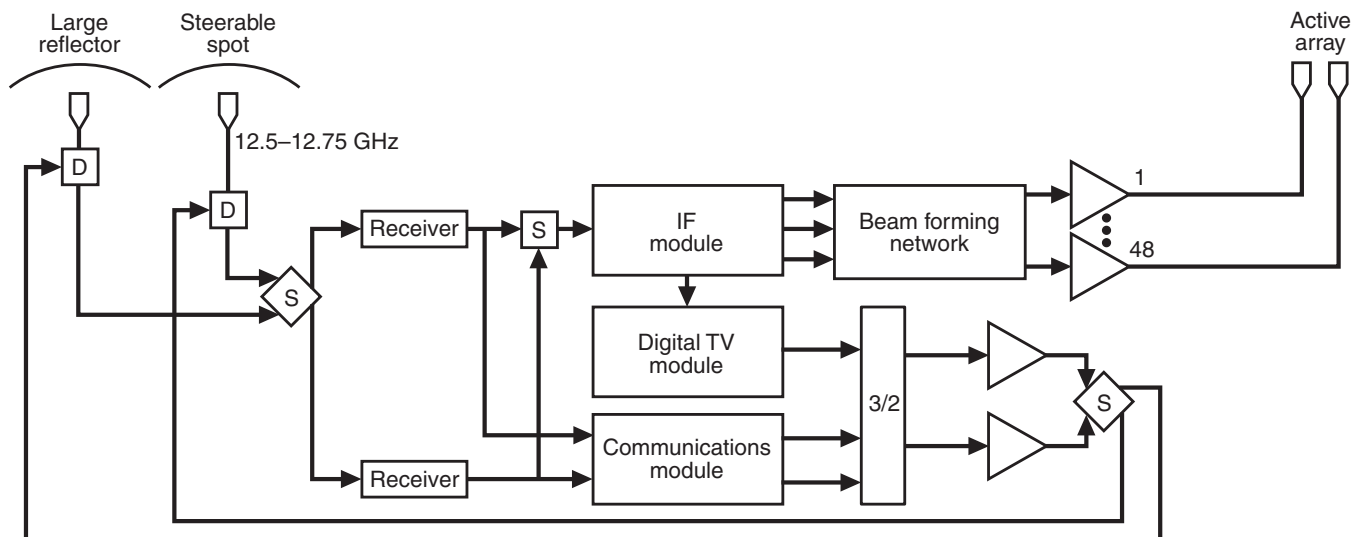 Large
reflector
Steerable
spot
Active
array
12.5–12.75 GHz
D
D
1
Receiver
S
IF
module
Beam forming
network
48
S
Digital TV
module
3/2
S
Communications
module
Receiver